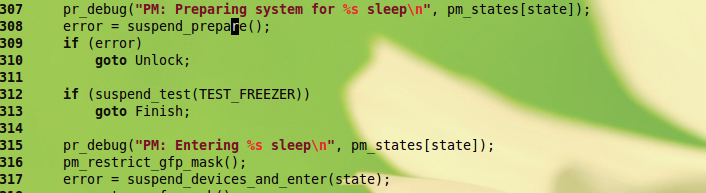 307 pr_debug("PM: Preparing system for %s sleep\n", pm_states[state]);
308 error = suspend_prepare();
309 if (error)
310 goto Unlock;
311
312 if (suspend_test(TEST_FREEZER))
313 goto Finish;
314
315 pr_debug("PM: Entering %s sleep\n", pm_states[state]);
316 pm_restrict_gfp_mask();
317 error = suspend_devices_and_enter(state);